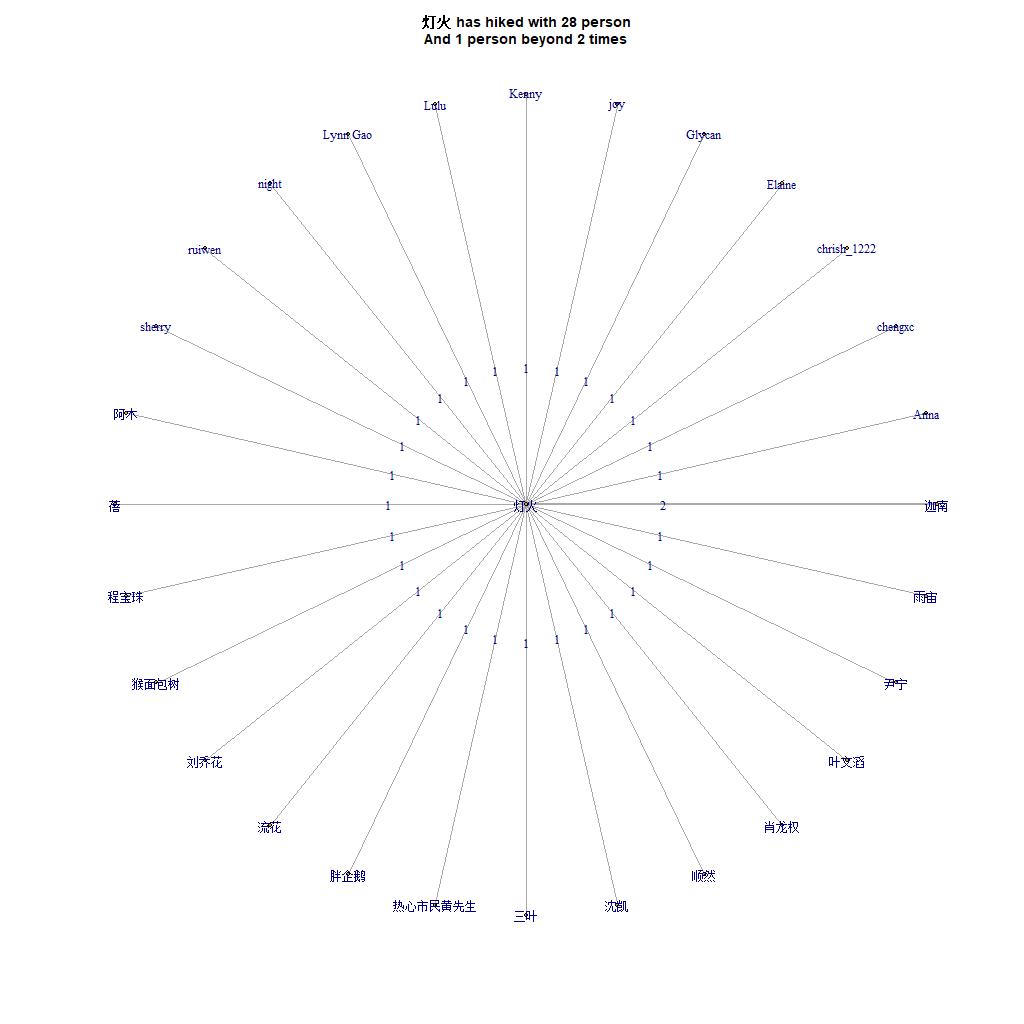 灯火 has hiked with 28 person
And 1 person beyond 2 times
Kenny
Lulu
joy
Lynn Gao
Glycan
night
Elaine
ruiwen
chrish_1222
sherry
chengxc
1
1
1
1
1
1
1
1
阿木
1
1
Anna
1
1
1
1
蓓
1
灯火
2
迦南
1
1
程宝珠
1
1
雨宙
1
1
1
1
1
1
1
1
1
猴面包树
尹宁
刘乔花
叶文滔
流花
肖龙权
胖企鹅
顺然
热心市民黄先生
三叶
沈凯